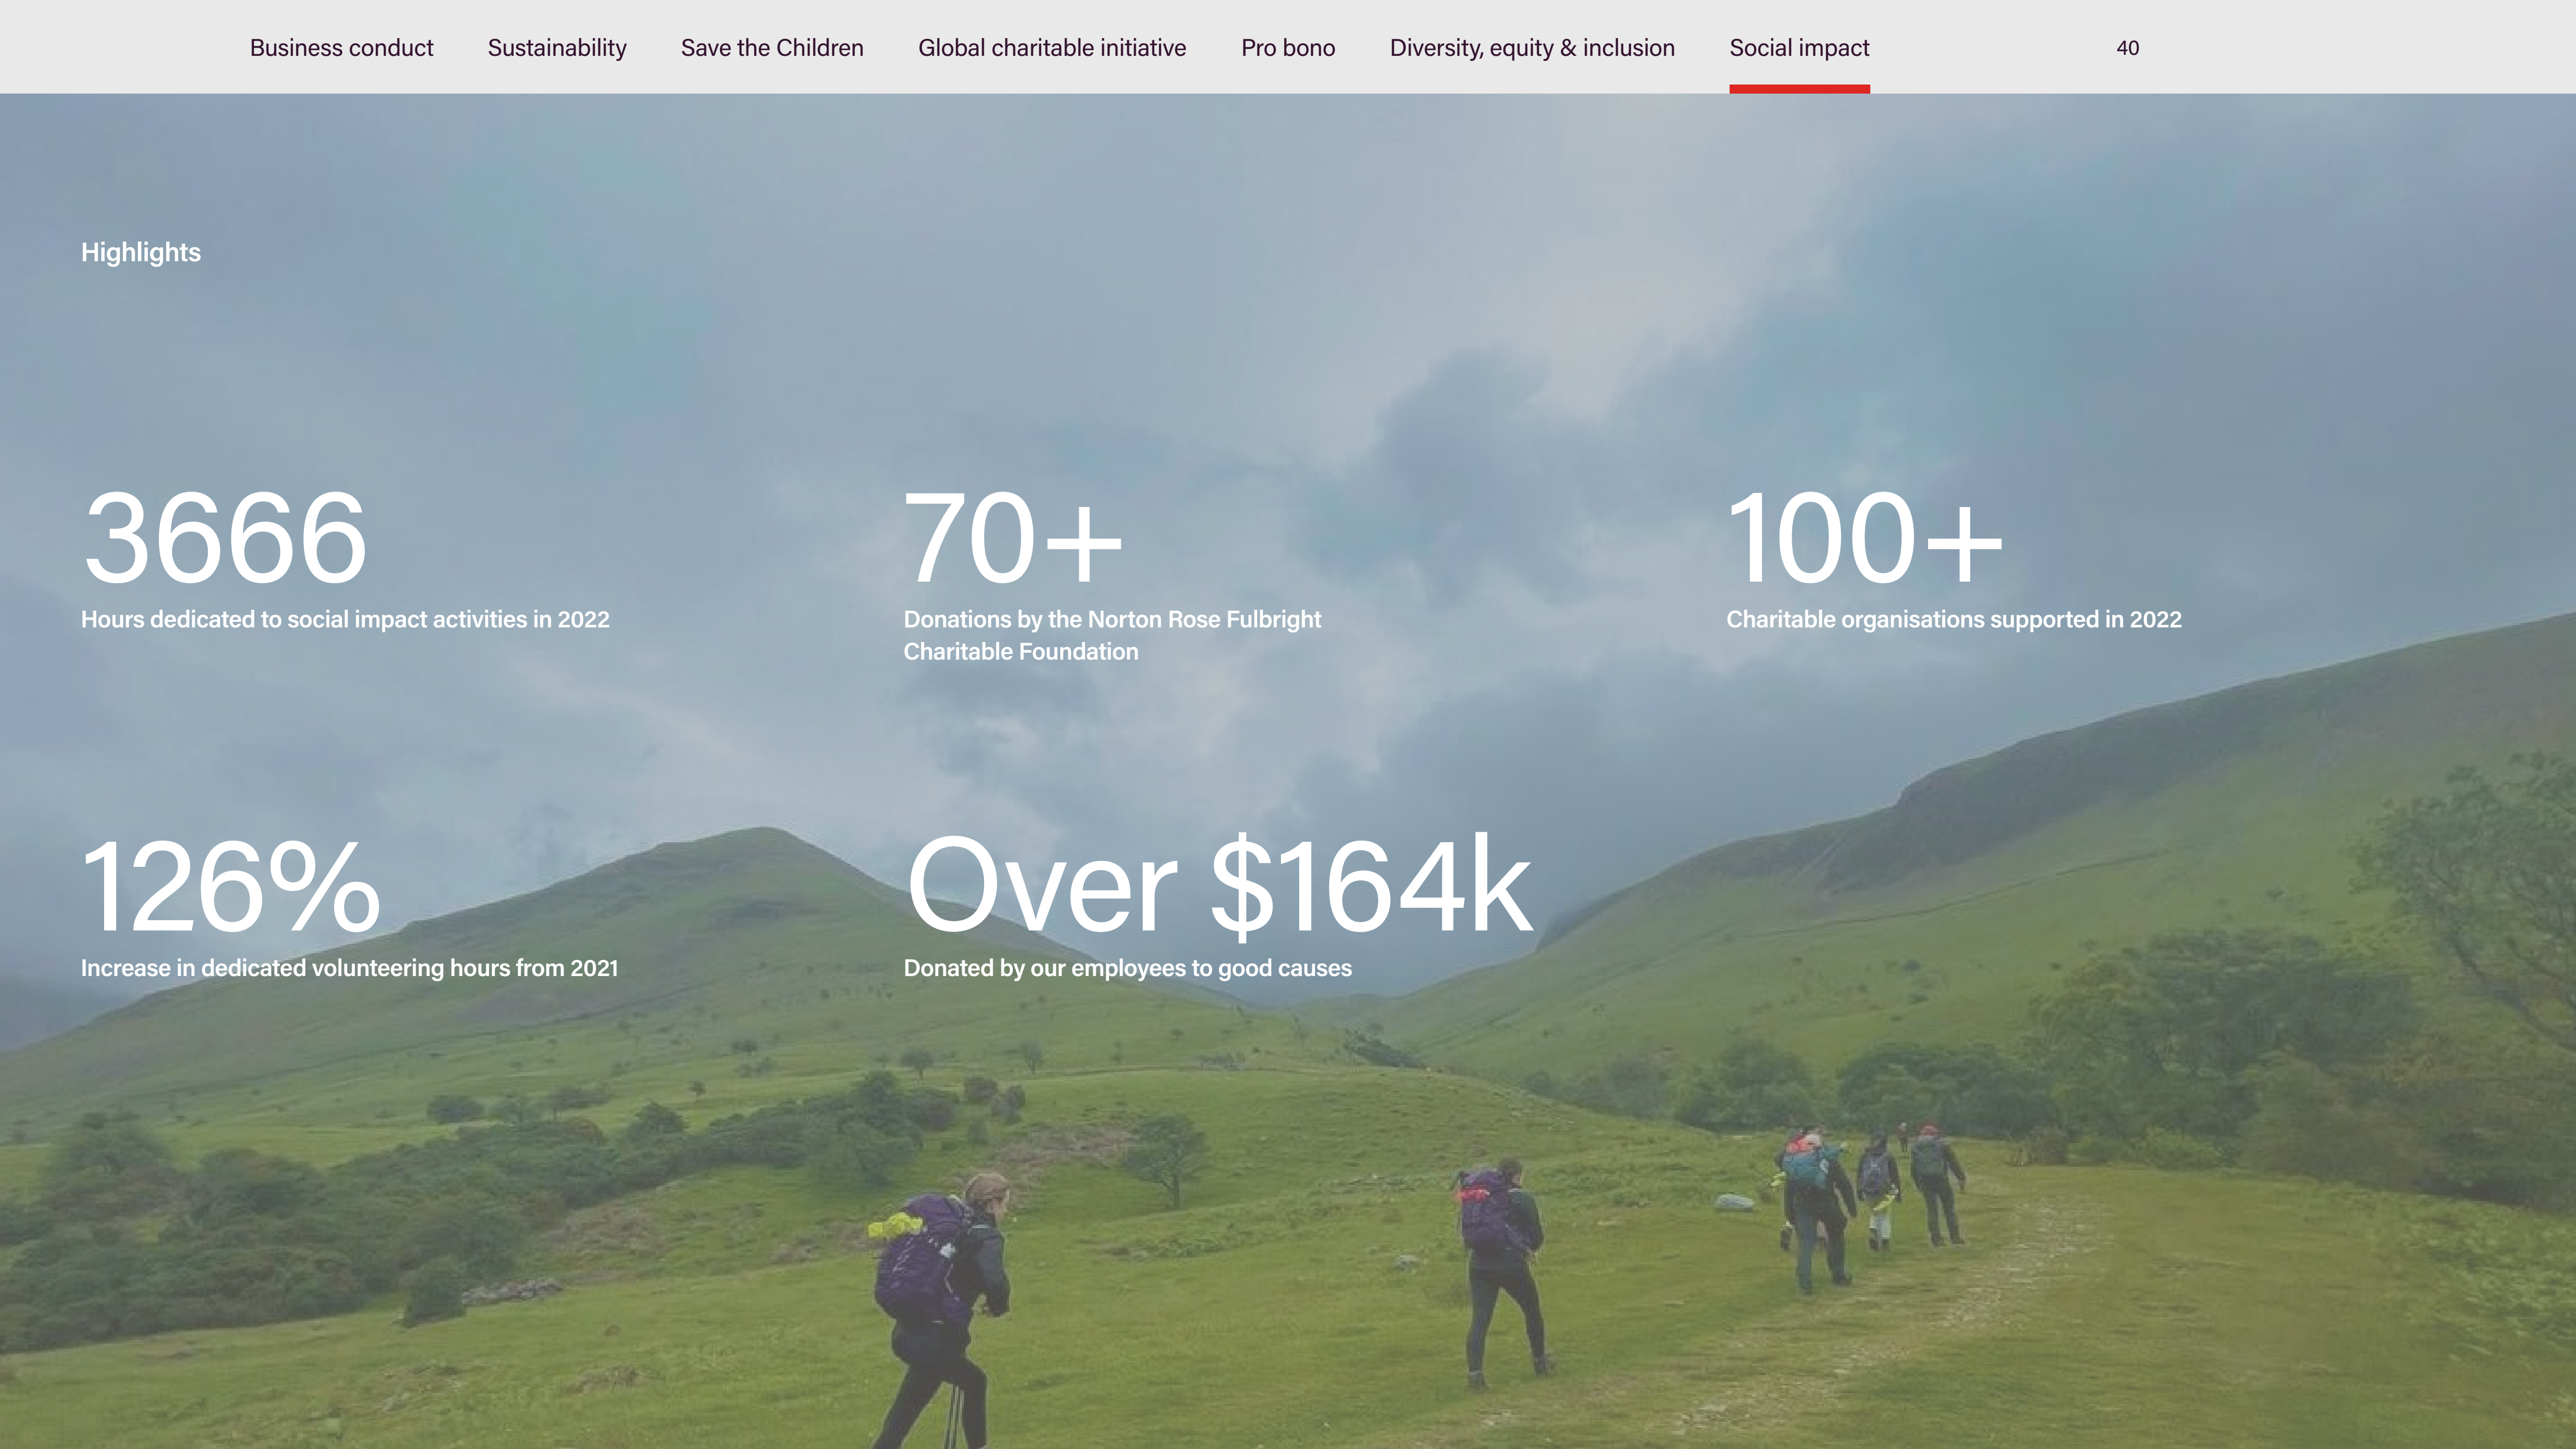 Business conduct Sustainability Save the Children Global charitable initiative Pro bono Diversity, equity & inclusion Social impact 40
Highlights
3666
Hours dedicated to social impact activities in 2022
70+
Donations by the Norton Rose Fulbright
Charitable Foundation
100+
Charitable organisations supported in 2022
126%
Increase in dedicated volunteering hours from 2021
Over $164k
Donated by our employees to good causes